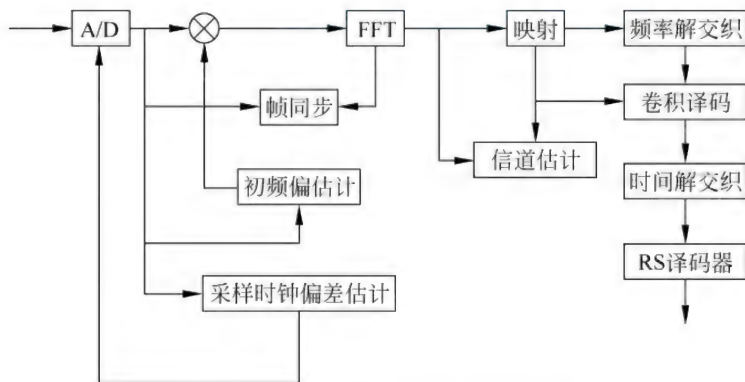 A/D
FFT
映射
频率解交织
帧同步
卷积译码
信道估计
初频偏估计
时间解交织
RS译码器
采样时钟偏差估计